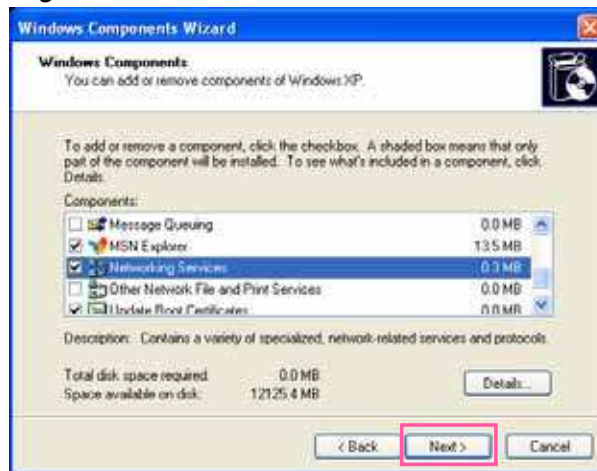 Windows Components Wizard
Windows Components
You can add or remove components of Windows XP.
To add or remove a component, click the checkbox. A shaded box means that only
part of the component will be installed. To see what's included in a component, click
Details.
Components:
Message Queuing 0.0 MB
MSN Explorer 13.5 MB
Networking Services 0.3 MB
Other Network File and Print Services 0.0 MB
Update Root Certificates 0.0 MB
Description: Contains a variety of specialized, network-related services and protocols.
Total disk space required: 0.0 MB
Space available on disk: 12125.4 MB
Details...
< Back Next > Cancel